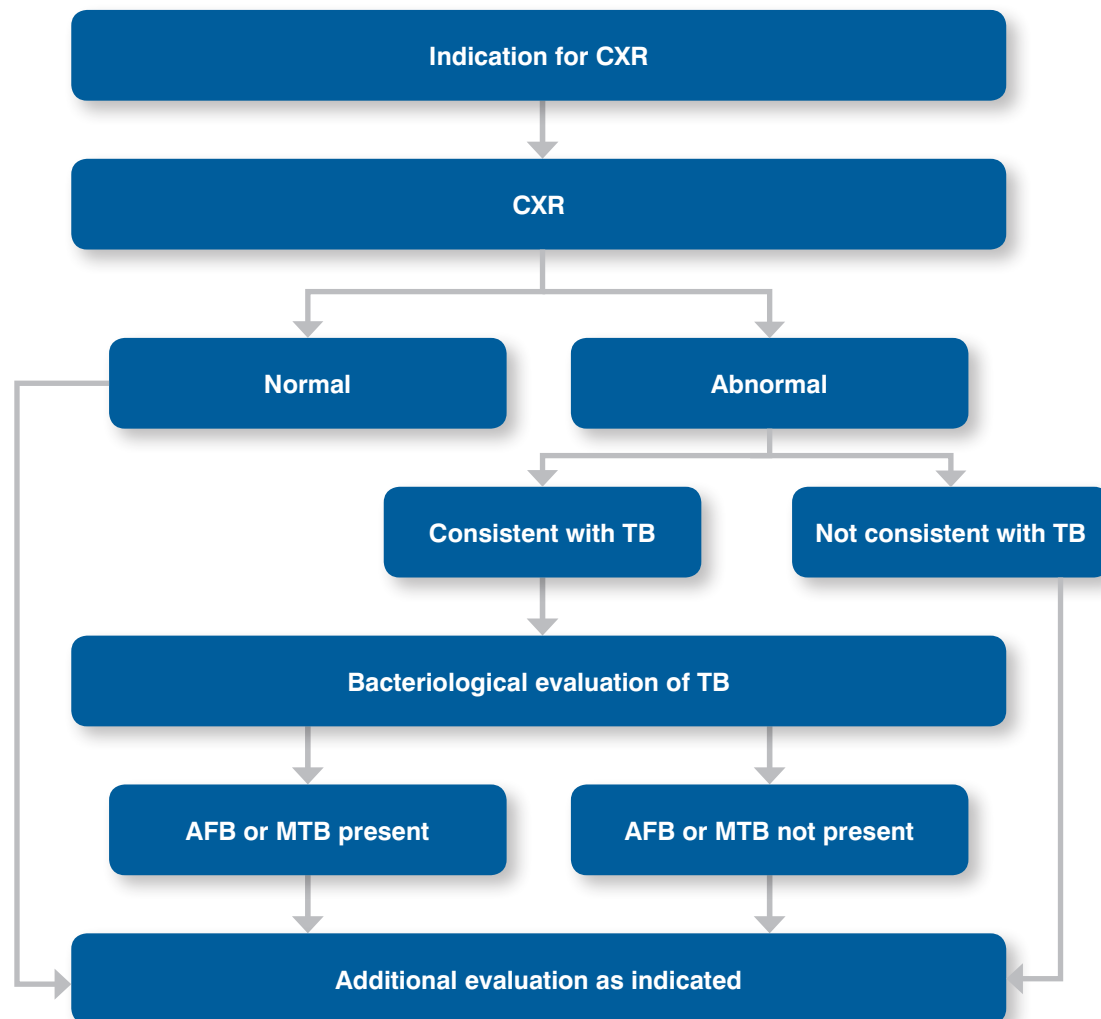 Indication for CXR
CXR
Normal
Abnormal
Consistent with TB
Not consistent with TB
Bacteriological evaluation of TB
AFB or MTB present
AFB or MTB not present
Additional evaluation as indicated